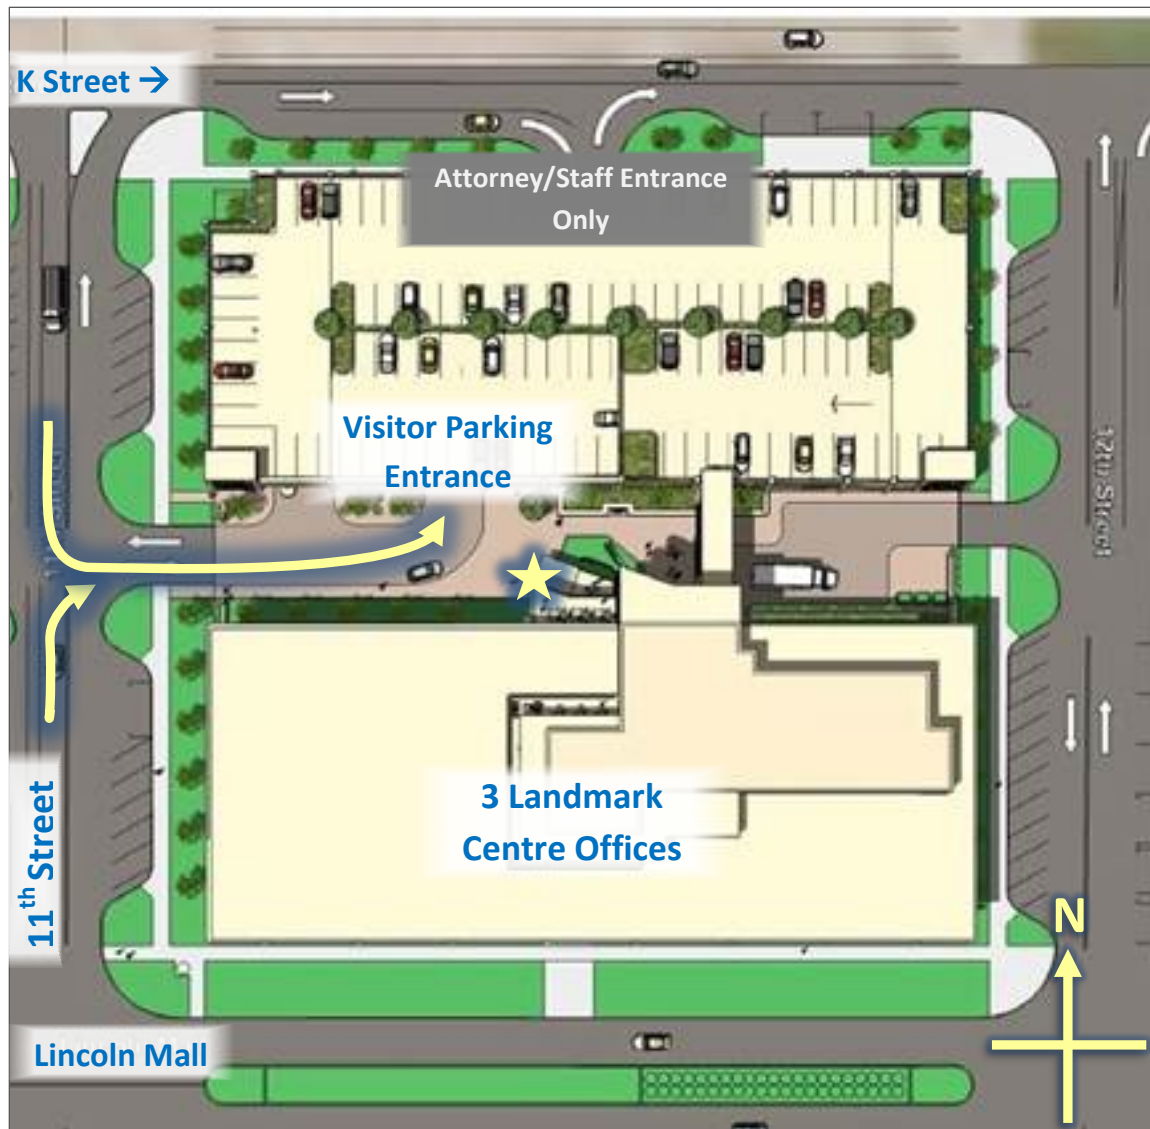 K Street →
Attorney/Staff Entrance
Only
Visitor Parking
Entrance
12th Street
3 Landmark
Centre Offices
11th Street
N
Lincoln Mall